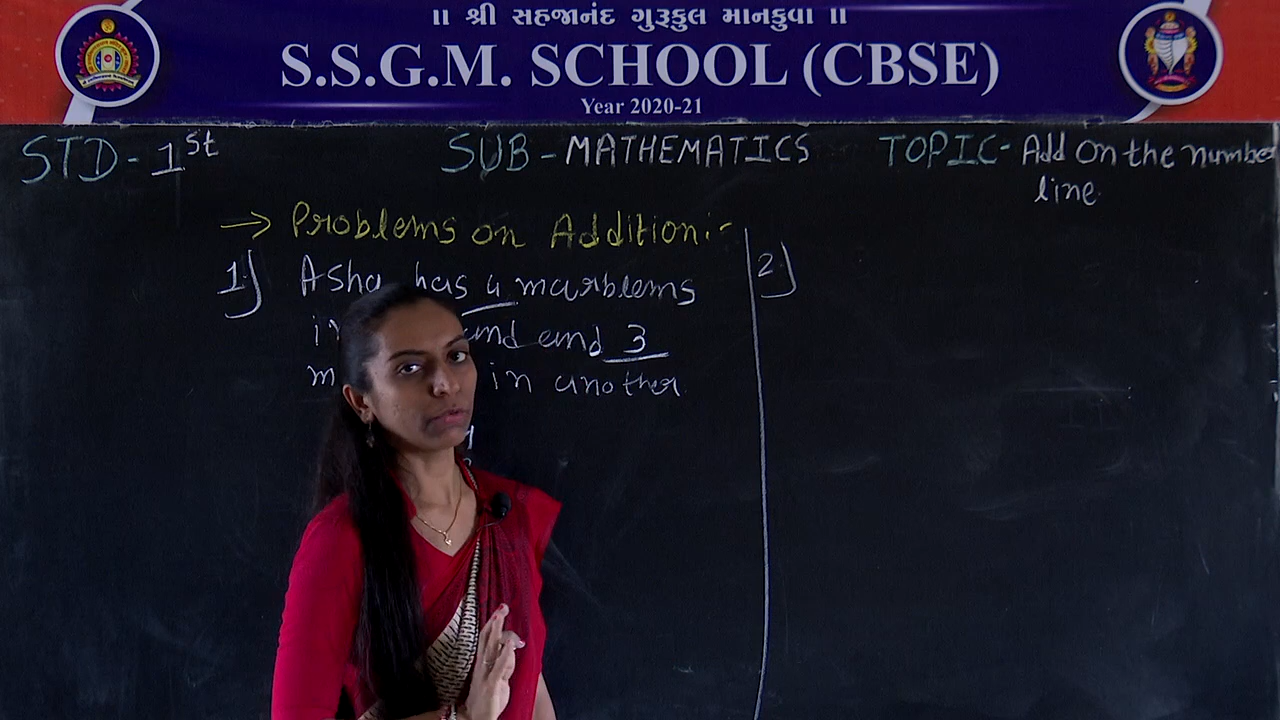 ॥ શ્રી સહજાનંદ ગુરૂકુલ માનકુવા ॥
S.S.G.M. SCHOOL (CBSE)
Year 2020-21
STD - 1st
SUB - MATHEMATICS
TOPIC - Add on the number
line.
→ Problems on Addition:-
1) Asha has 4 marblems
and 3
in another
2)